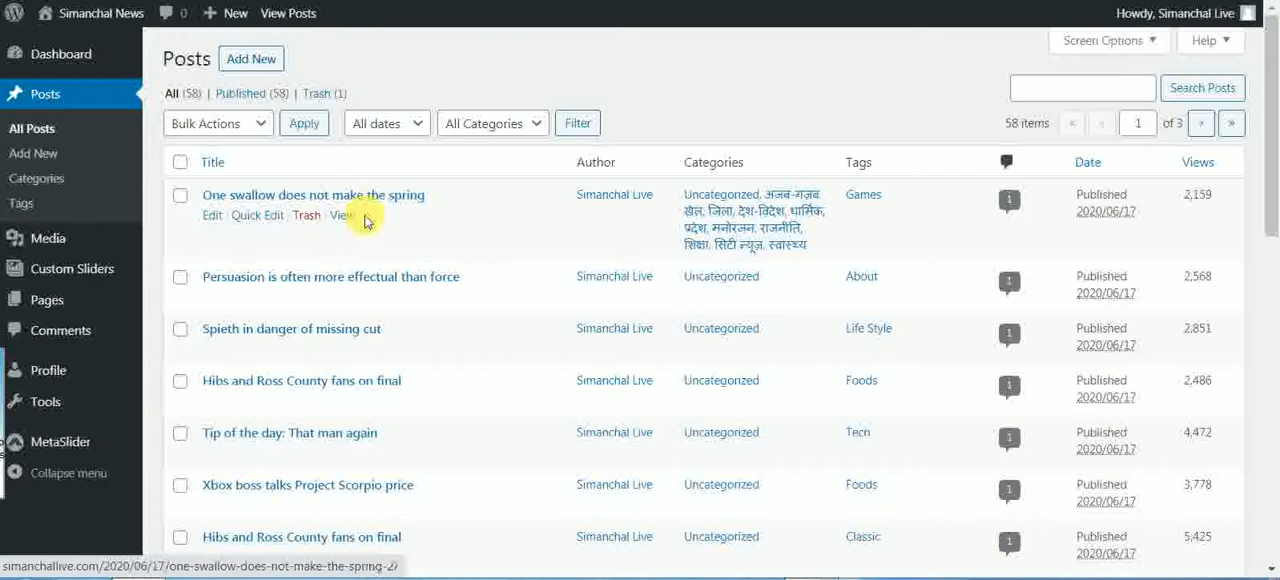 Simanchal News 0 New View Posts Howdy, Simanchal Live
Screen Options Help
Dashboard
Posts
All Posts
Add New
Categories
Tags
Media
Custom Sliders
Pages
Comments
Profile
Tools
MetaSlider
Collapse menu
Posts Add New
All (58) | Published (58) | Trash (1)
Search Posts
Bulk Actions Apply All dates All Categories Filter 58 items « ‹ 1 of 3 › »
Title Author Categories Tags Date Views
One swallow does not make the spring Simanchal Live Uncategorized, अजब-गज़ब Games 1 Published 2,159
Edit | Quick Edit | Trash | View खेल, जिला, देश-विदेश, धार्मिक, 2020/06/17
प्रदेश, मनोरंजन, राजनीति,
शिक्षा, सिटी न्यूज़, स्वास्थ्य
Persuasion is often more effectual than force Simanchal Live Uncategorized About 1 Published 2,568
2020/06/17
Spieth in danger of missing cut Simanchal Live Uncategorized Life Style 1 Published 2,851
2020/06/17
Hibs and Ross County fans on final Simanchal Live Uncategorized Foods 1 Published 2,486
2020/06/17
Tip of the day: That man again Simanchal Live Uncategorized Tech 1 Published 4,472
2020/06/17
Xbox boss talks Project Scorpio price Simanchal Live Uncategorized Foods 1 Published 3,778
2020/06/17
Hibs and Ross County fans on final Simanchal Live Uncategorized Classic 1 Published 5,425
2020/06/17
simanchallive.com/2020/06/17/one-swallow-does-not-make-the-spring-2/